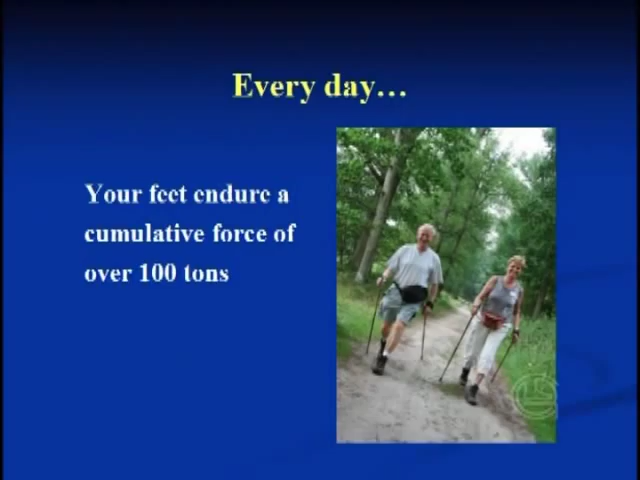 Every day...
Your feet endure a
cumulative force of
over 100 tons